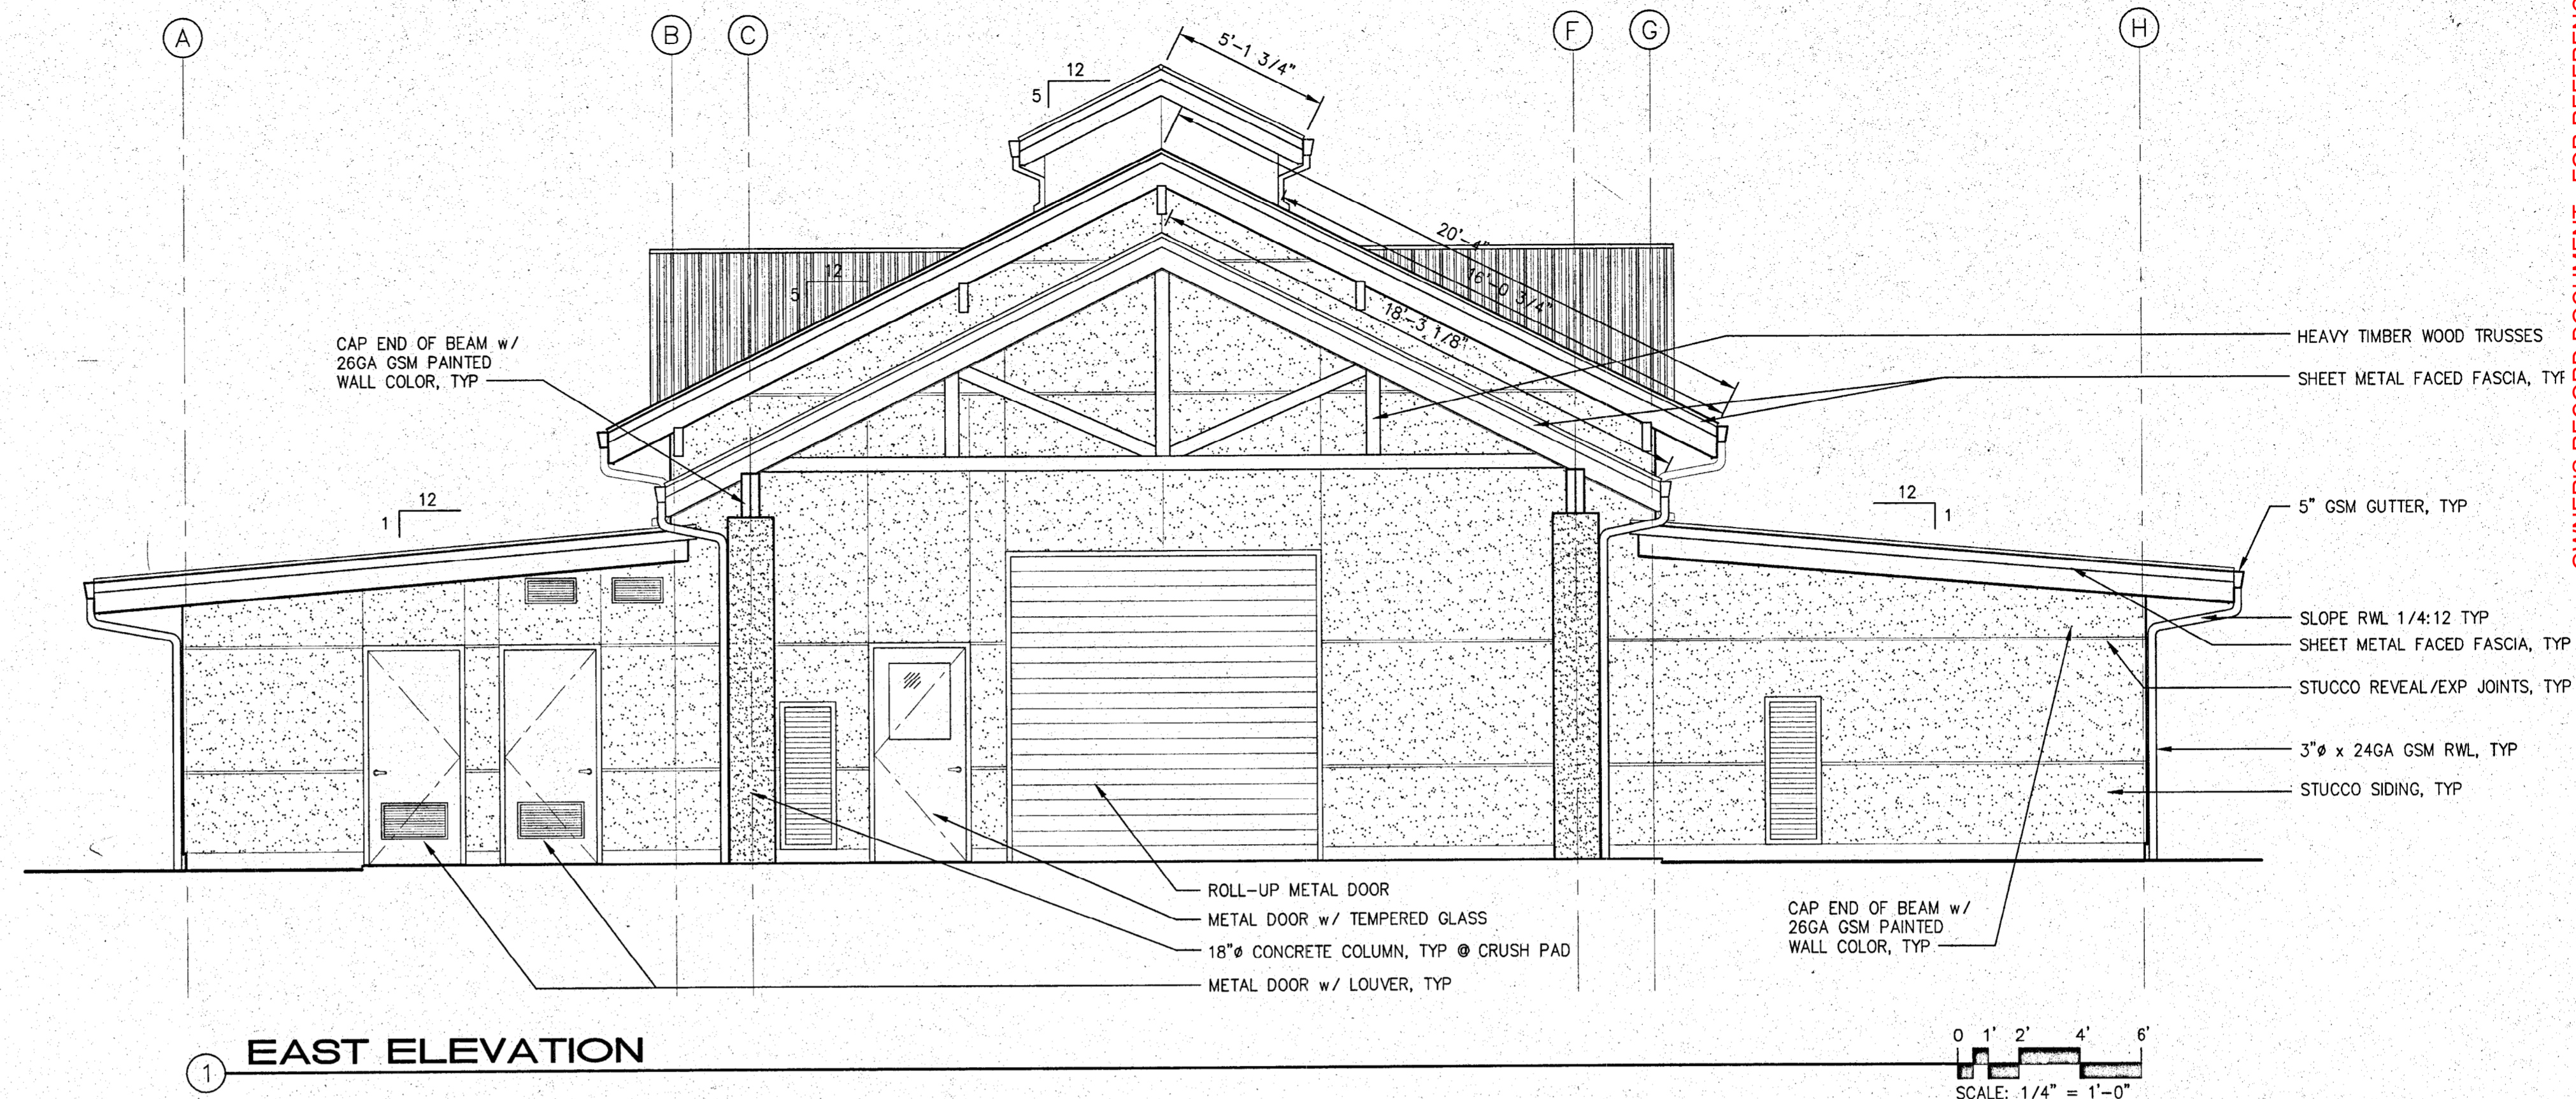 A
B
C
F
G
H
5'-1 3/4"
12
5
20'-4"
12
5
16'-0 3/4"
18'-3 1/8"
CAP END OF BEAM w/
26GA GSM PAINTED
WALL COLOR, TYP
HEAVY TIMBER WOOD TRUSSES
SHEET METAL FACED FASCIA, TYP
12
1
12
1
5" GSM GUTTER, TYP
SLOPE RWL 1/4:12 TYP
SHEET METAL FACED FASCIA, TYP
STUCCO REVEAL/EXP JOINTS, TYP
3"ø x 24GA GSM RWL, TYP
STUCCO SIDING, TYP
ROLL-UP METAL DOOR
METAL DOOR w/ TEMPERED GLASS
18"ø CONCRETE COLUMN, TYP @ CRUSH PAD
METAL DOOR w/ LOUVER, TYP
CAP END OF BEAM w/
26GA GSM PAINTED
WALL COLOR, TYP
1 EAST ELEVATION
0 1' 2' 4' 6'
SCALE: 1/4" = 1'-0"